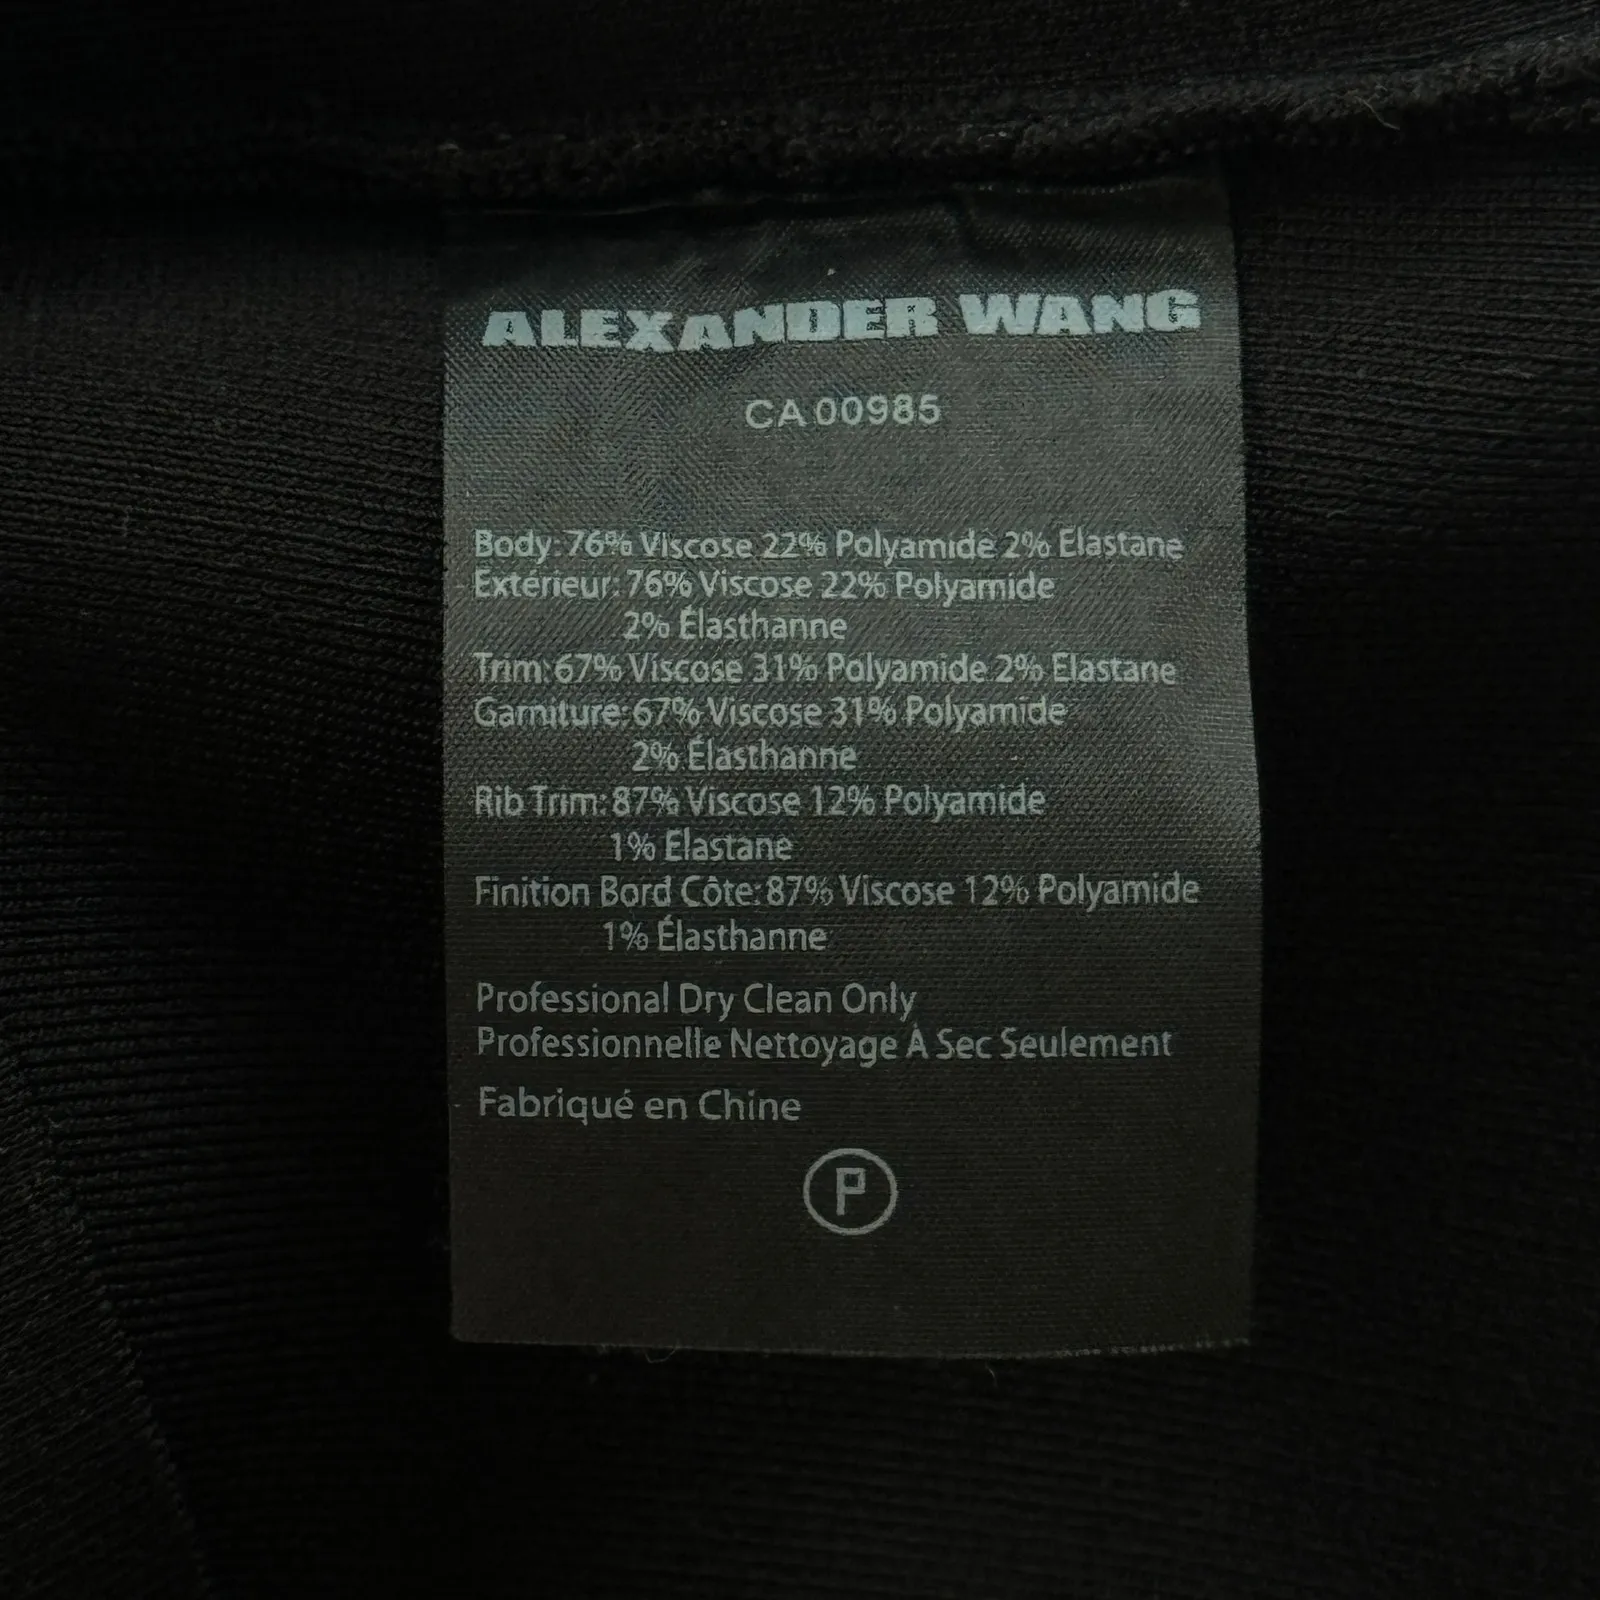 ALEXANDER WANG
CA 00985
Body: 76% Viscose 22% Polyamide 2% Elastane
Extérieur: 76% Viscose 22% Polyamide
2% Élasthanne
Trim: 67% Viscose 31% Polyamide 2% Elastane
Garniture: 67% Viscose 31% Polyamide
2% Élasthanne
Rib Trim: 87% Viscose 12% Polyamide
1% Elastane
Finition Bord Côte: 87% Viscose 12% Polyamide
1% Élasthanne
Professional Dry Clean Only
Professionnelle Nettoyage À Sec Seulement
Fabriqué en Chine
P